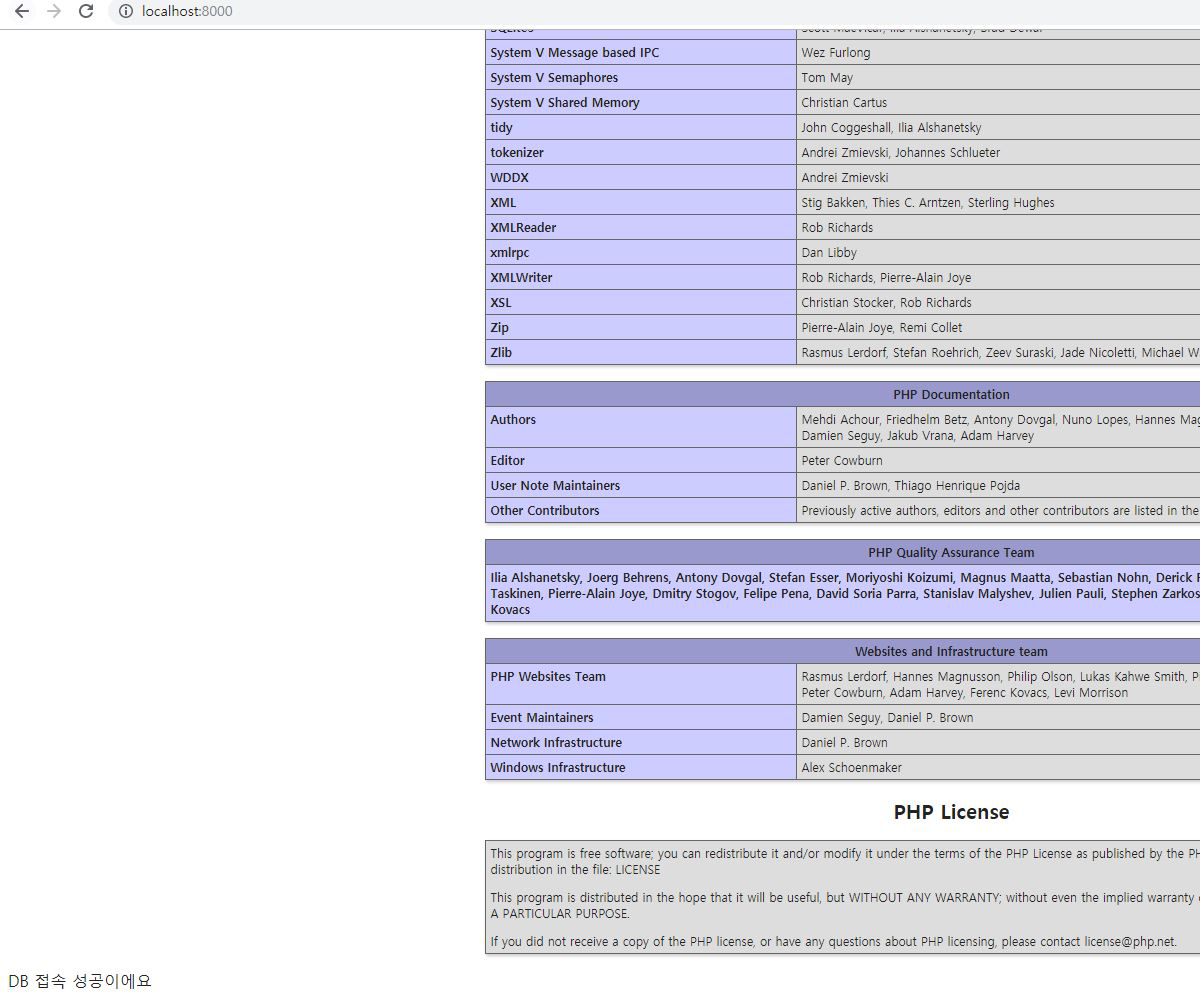 localhost:8000
System V Message based IPC Wez Furlong
System V Semaphores Tom May
System V Shared Memory Christian Cartus
tidy John Coggeshall, Ilia Alshanetsky
tokenizer Andrei Zmievski, Johannes Schlueter
WDDX Andrei Zmievski
XML Stig Bakken, Thies C. Arntzen, Sterling Hughes
XMLReader Rob Richards
xmlrpc Dan Libby
XMLWriter Rob Richards, Pierre-Alain Joye
XSL Christian Stocker, Rob Richards
Zip Pierre-Alain Joye, Remi Collet
Zlib Rasmus Lerdorf, Stefan Roehrich, Zeev Suraski, Jade Nicoletti, Michael
PHP Documentation
Authors Mehdi Achour, Friedhelm Betz, Antony Dovgal, Nuno Lopes, Hannes
Damien Seguy, Jakub Vrana, Adam Harvey
Editor Peter Cowburn
User Note Maintainers Daniel P. Brown, Thiago Henrique Pojda
Other Contributors Previously active authors, editors and other contributors are listed in the
PHP Quality Assurance Team
Ilia Alshanetsky, Joerg Behrens, Antony Dovgal, Stefan Esser, Moriyoshi Koizumi, Magnus Maatta, Sebastian Nohn, Derick
Taskinen, Pierre-Alain Joye, Dmitry Stogov, Felipe Pena, David Soria Parra, Stanislav Malyshev, Julien Pauli, Stephen Zarkos
Kovacs
Websites and Infrastructure team
PHP Websites Team Rasmus Lerdorf, Hannes Magnusson, Philip Olson, Lukas Kahwe Smith,
Peter Cowburn, Adam Harvey, Ferenc Kovacs, Levi Morrison
Event Maintainers Damien Seguy, Daniel P. Brown
Network Infrastructure Daniel P. Brown
Windows Infrastructure Alex Schoenmaker
PHP License
This program is free software; you can redistribute it and/or modify it under the terms of the PHP License as published by the
distribution in the file: LICENSE
This program is distributed in the hope that it will be useful, but WITHOUT ANY WARRANTY; without even the implied warranty
A PARTICULAR PURPOSE.
If you did not receive a copy of the PHP license, or have any questions about PHP licensing, please contact license@php.net.
DB 접속 성공이에요